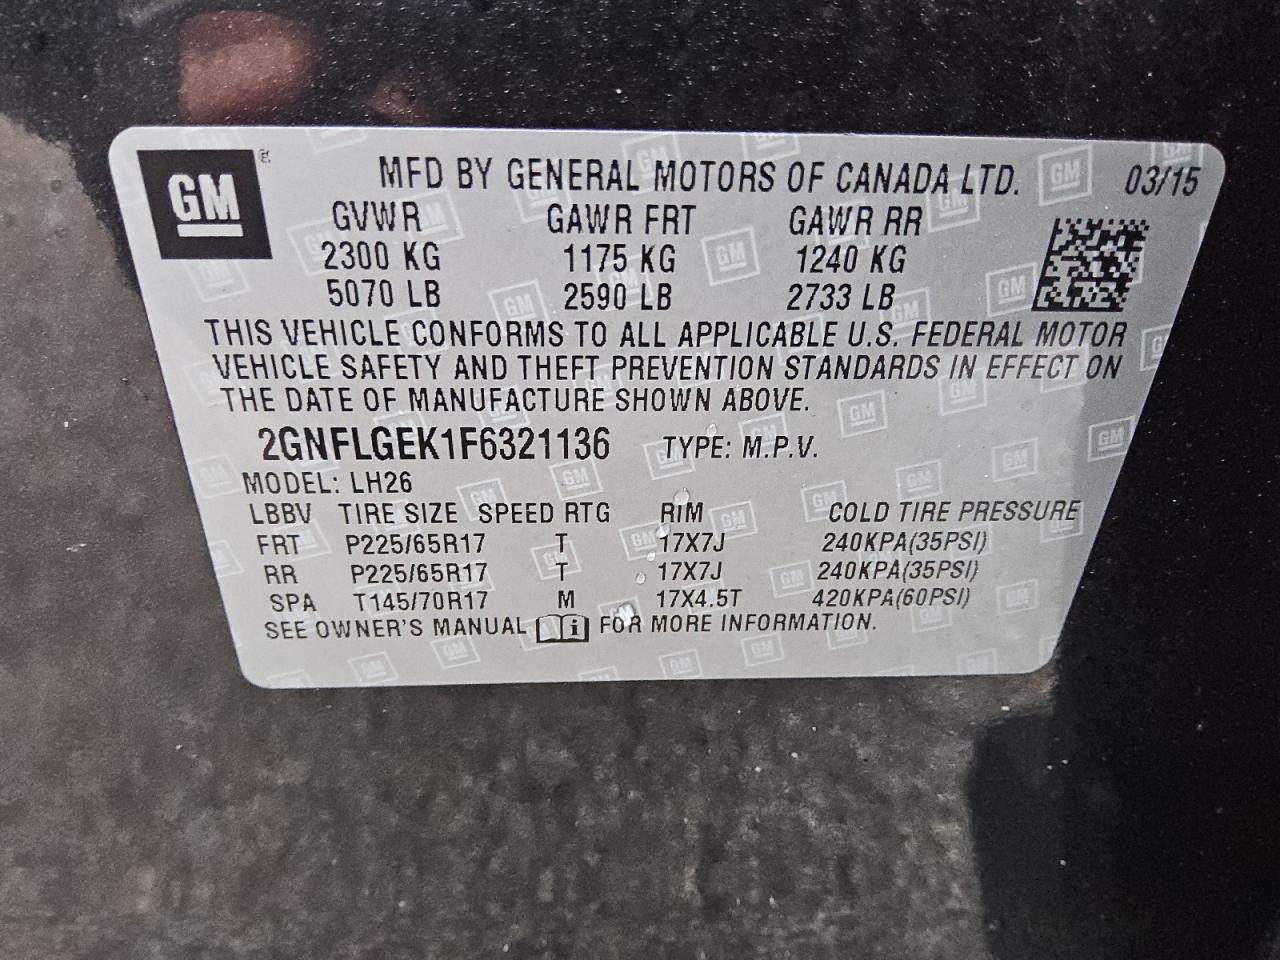 GM
MFD BY GENERAL MOTORS OF CANADA LTD. 03/15
GVWR GAWR FRT GAWR RR
2300 KG 1175 KG 1240 KG
5070 LB 2590 LB 2733 LB
THIS VEHICLE CONFORMS TO ALL APPLICABLE U.S. FEDERAL MOTOR
VEHICLE SAFETY AND THEFT PREVENTION STANDARDS IN EFFECT ON
THE DATE OF MANUFACTURE SHOWN ABOVE.
2GNFLGEK1F6321136 TYPE: M.P.V.
MODEL: LH26
LBBV TIRE SIZE SPEED RTG RIM COLD TIRE PRESSURE
FRT P225/65R17 T 17X7J 240KPA(35PSI)
RR P225/65R17 T 17X7J 240KPA(35PSI)
SPA T145/70R17 M 17X4.5T 420KPA(60PSI)
SEE OWNER'S MANUAL i FOR MORE INFORMATION.